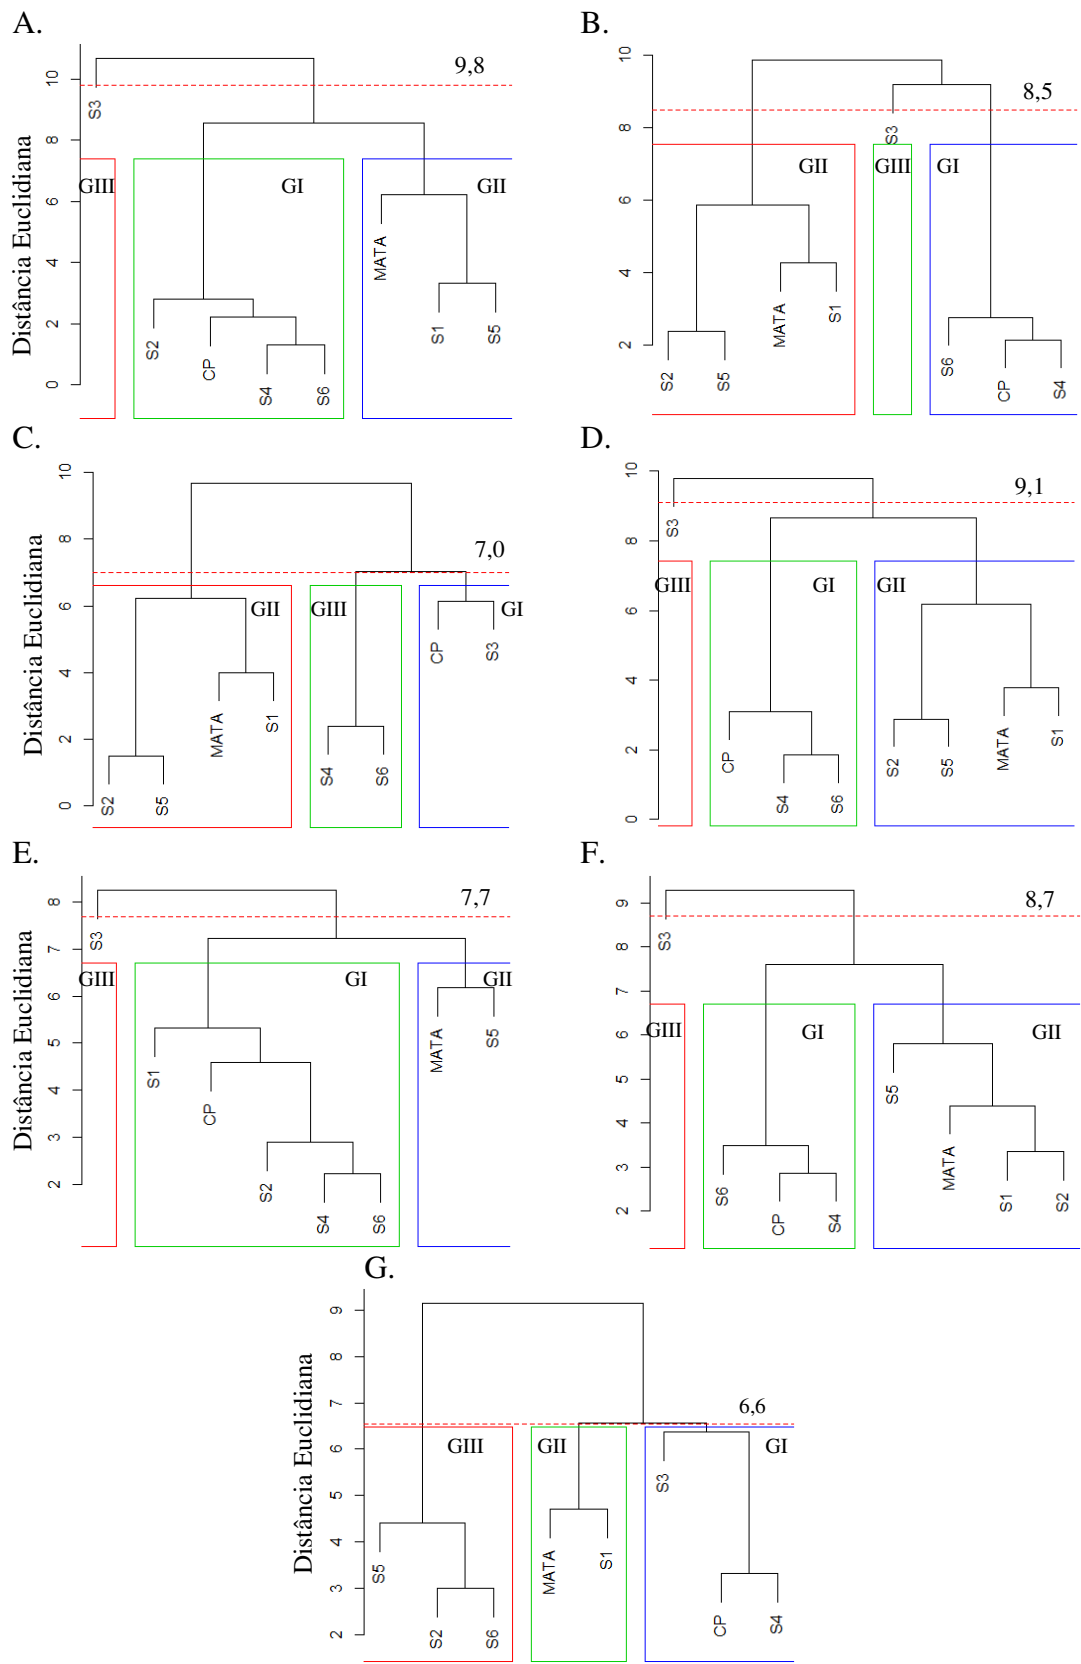 A.
Distância Euclidiana
0 2 4 6 8 10
9,8
S3
GIII GI GII
MATA
S2 CP S4 S6 S1 S5
B.
2 4 6 8 10
8,5
S3
GII GIII GI
MATA S1
S2 S5 S6 CP S4
C.
Distância Euclidiana
0 2 4 6 8 10
7,0
GII GIII GI
CP S3
MATA S1
S2 S5 S4 S6
D.
0 2 4 6 8 10
9,1
S3
GIII GI GII
CP S4 S6 S2 S5 MATA S1
E.
Distância Euclidiana
2 3 4 5 6 7 8
7,7
S3
GIII GI GII
MATA S5
S1 CP S2 S4 S6
F.
2 3 4 5 6 7 8 9
8,7
S3
GIII GI GII
S5
S6 CP S4 MATA S1 S2
G.
Distância Euclidiana
2 3 4 5 6 7 8 9
6,6
GIII GII GI
S3
S5 MATA S1
S2 S6 CP S4